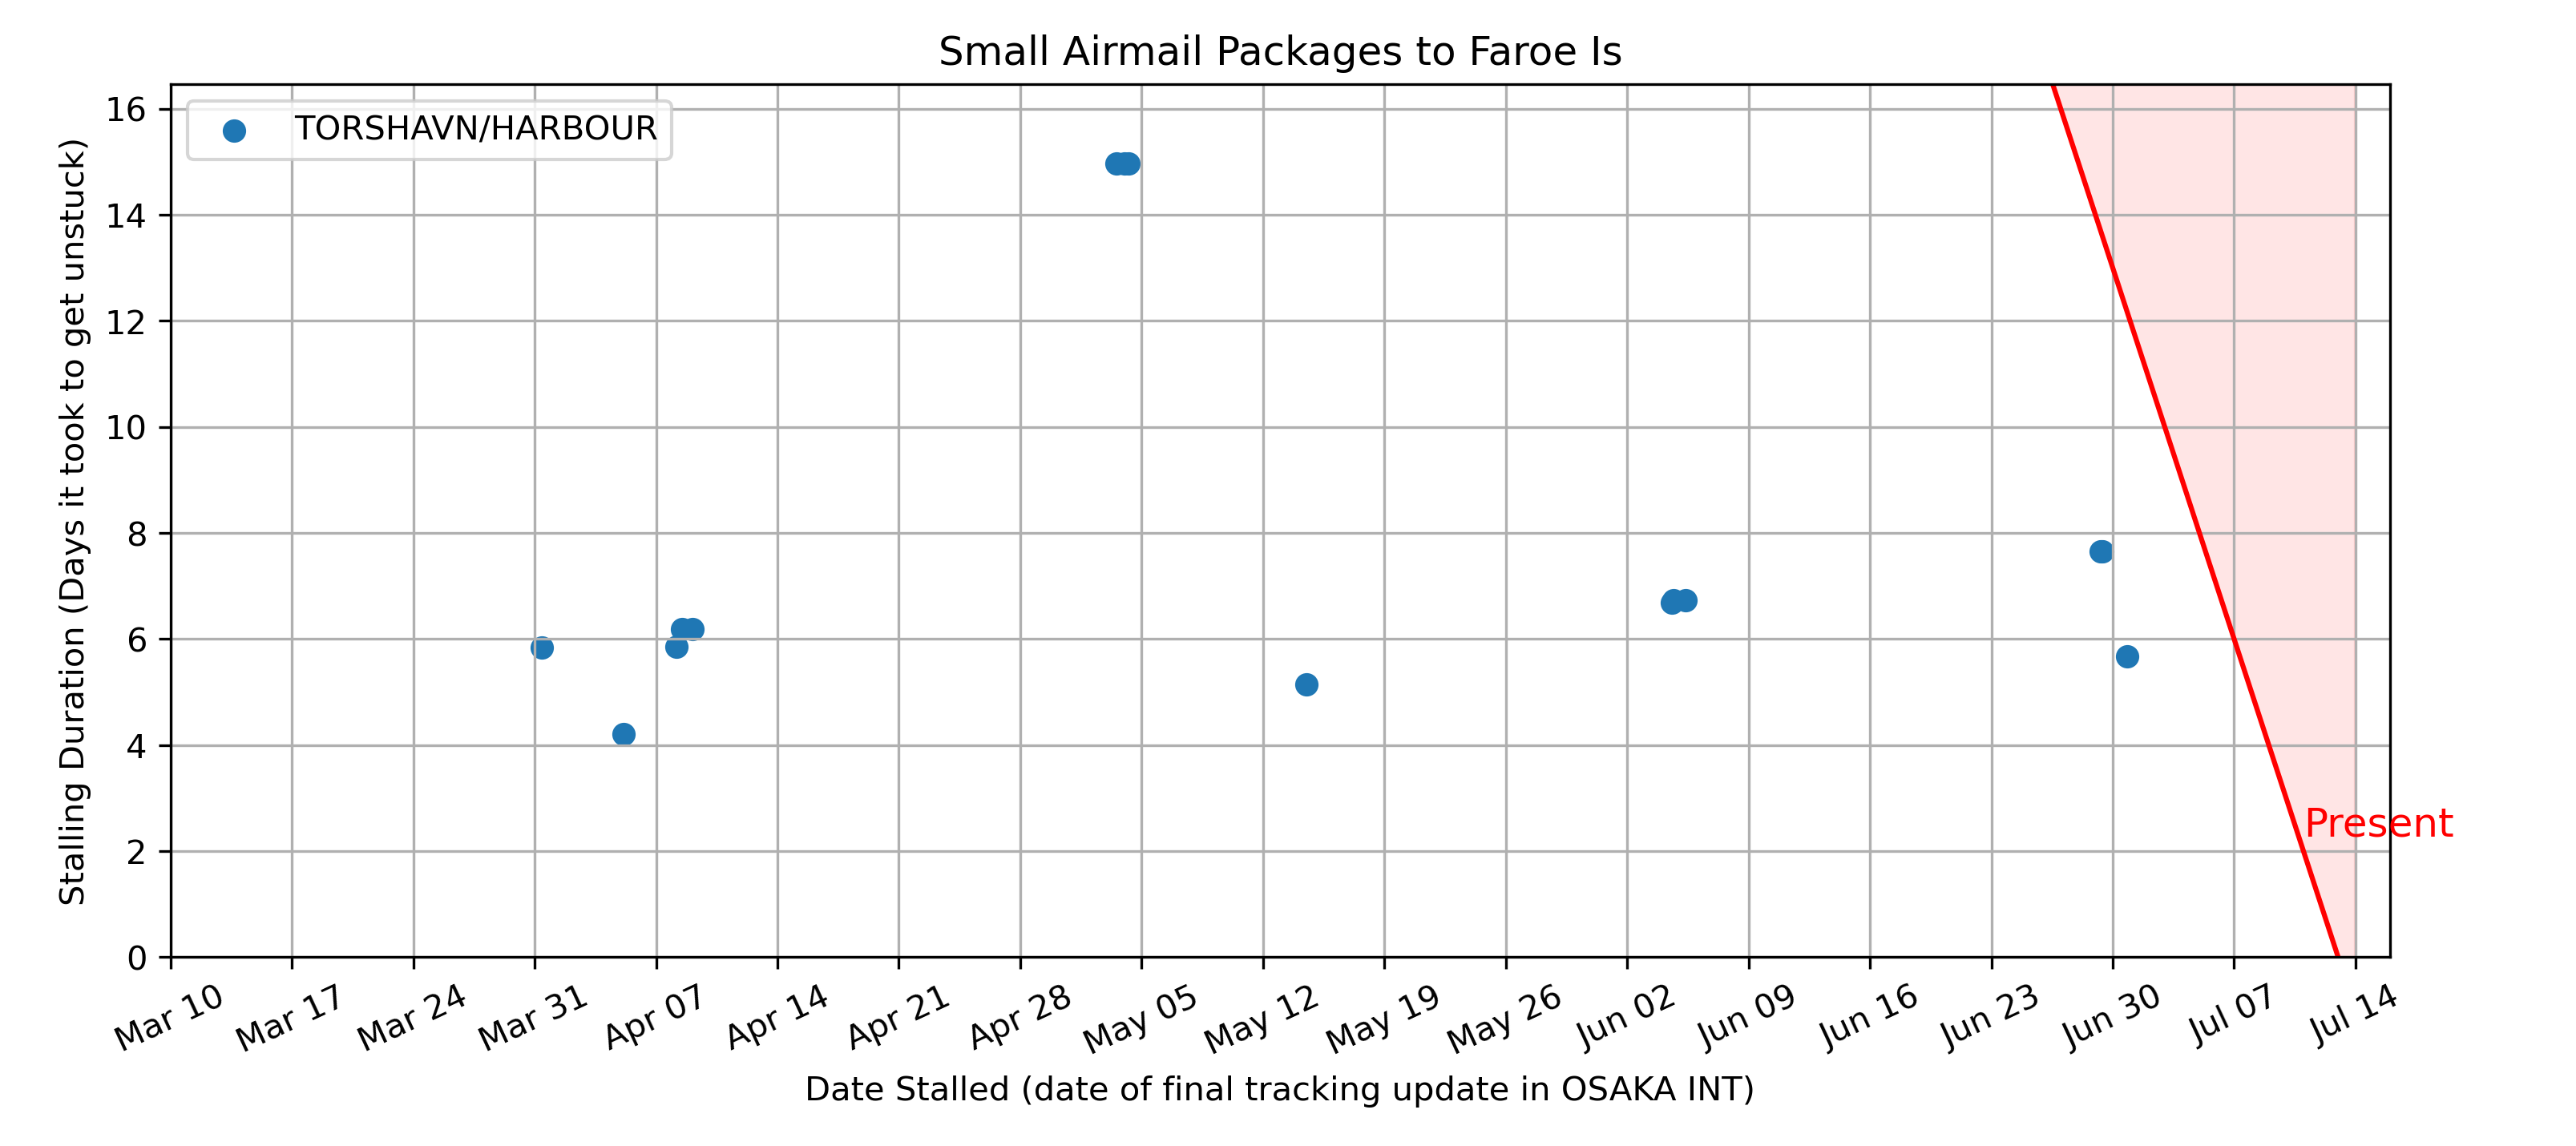 Small Airmail Packages to Faroe Is
TORSHAVN/HARBOUR
Stalling Duration (Days it took to get unstuck)
16
14
12
10
8
6
4
2
0
Present
Mar 10
Mar 17
Mar 24
Mar 31
Apr 07
Apr 14
Apr 21
Apr 28
May 05
May 12
May 19
May 26
Jun 02
Jun 09
Jun 16
Jun 23
Jun 30
Jul 07
Jul 14
Date Stalled (date of final tracking update in OSAKA INT)